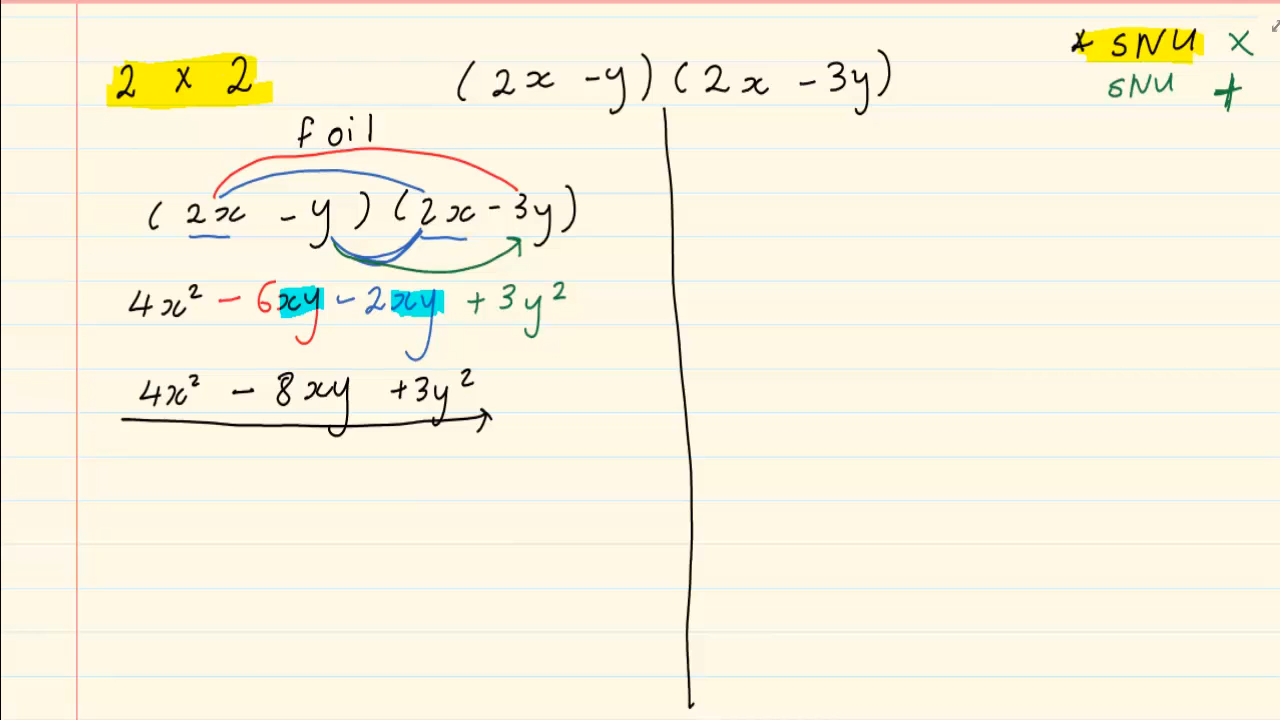 2 x 2
(2x - y)(2x - 3y)
* SNU ×
SNU +
foil
(2x - y)(2x - 3y)
4x² - 6xy - 2xy + 3y²
4x² - 8xy + 3y²